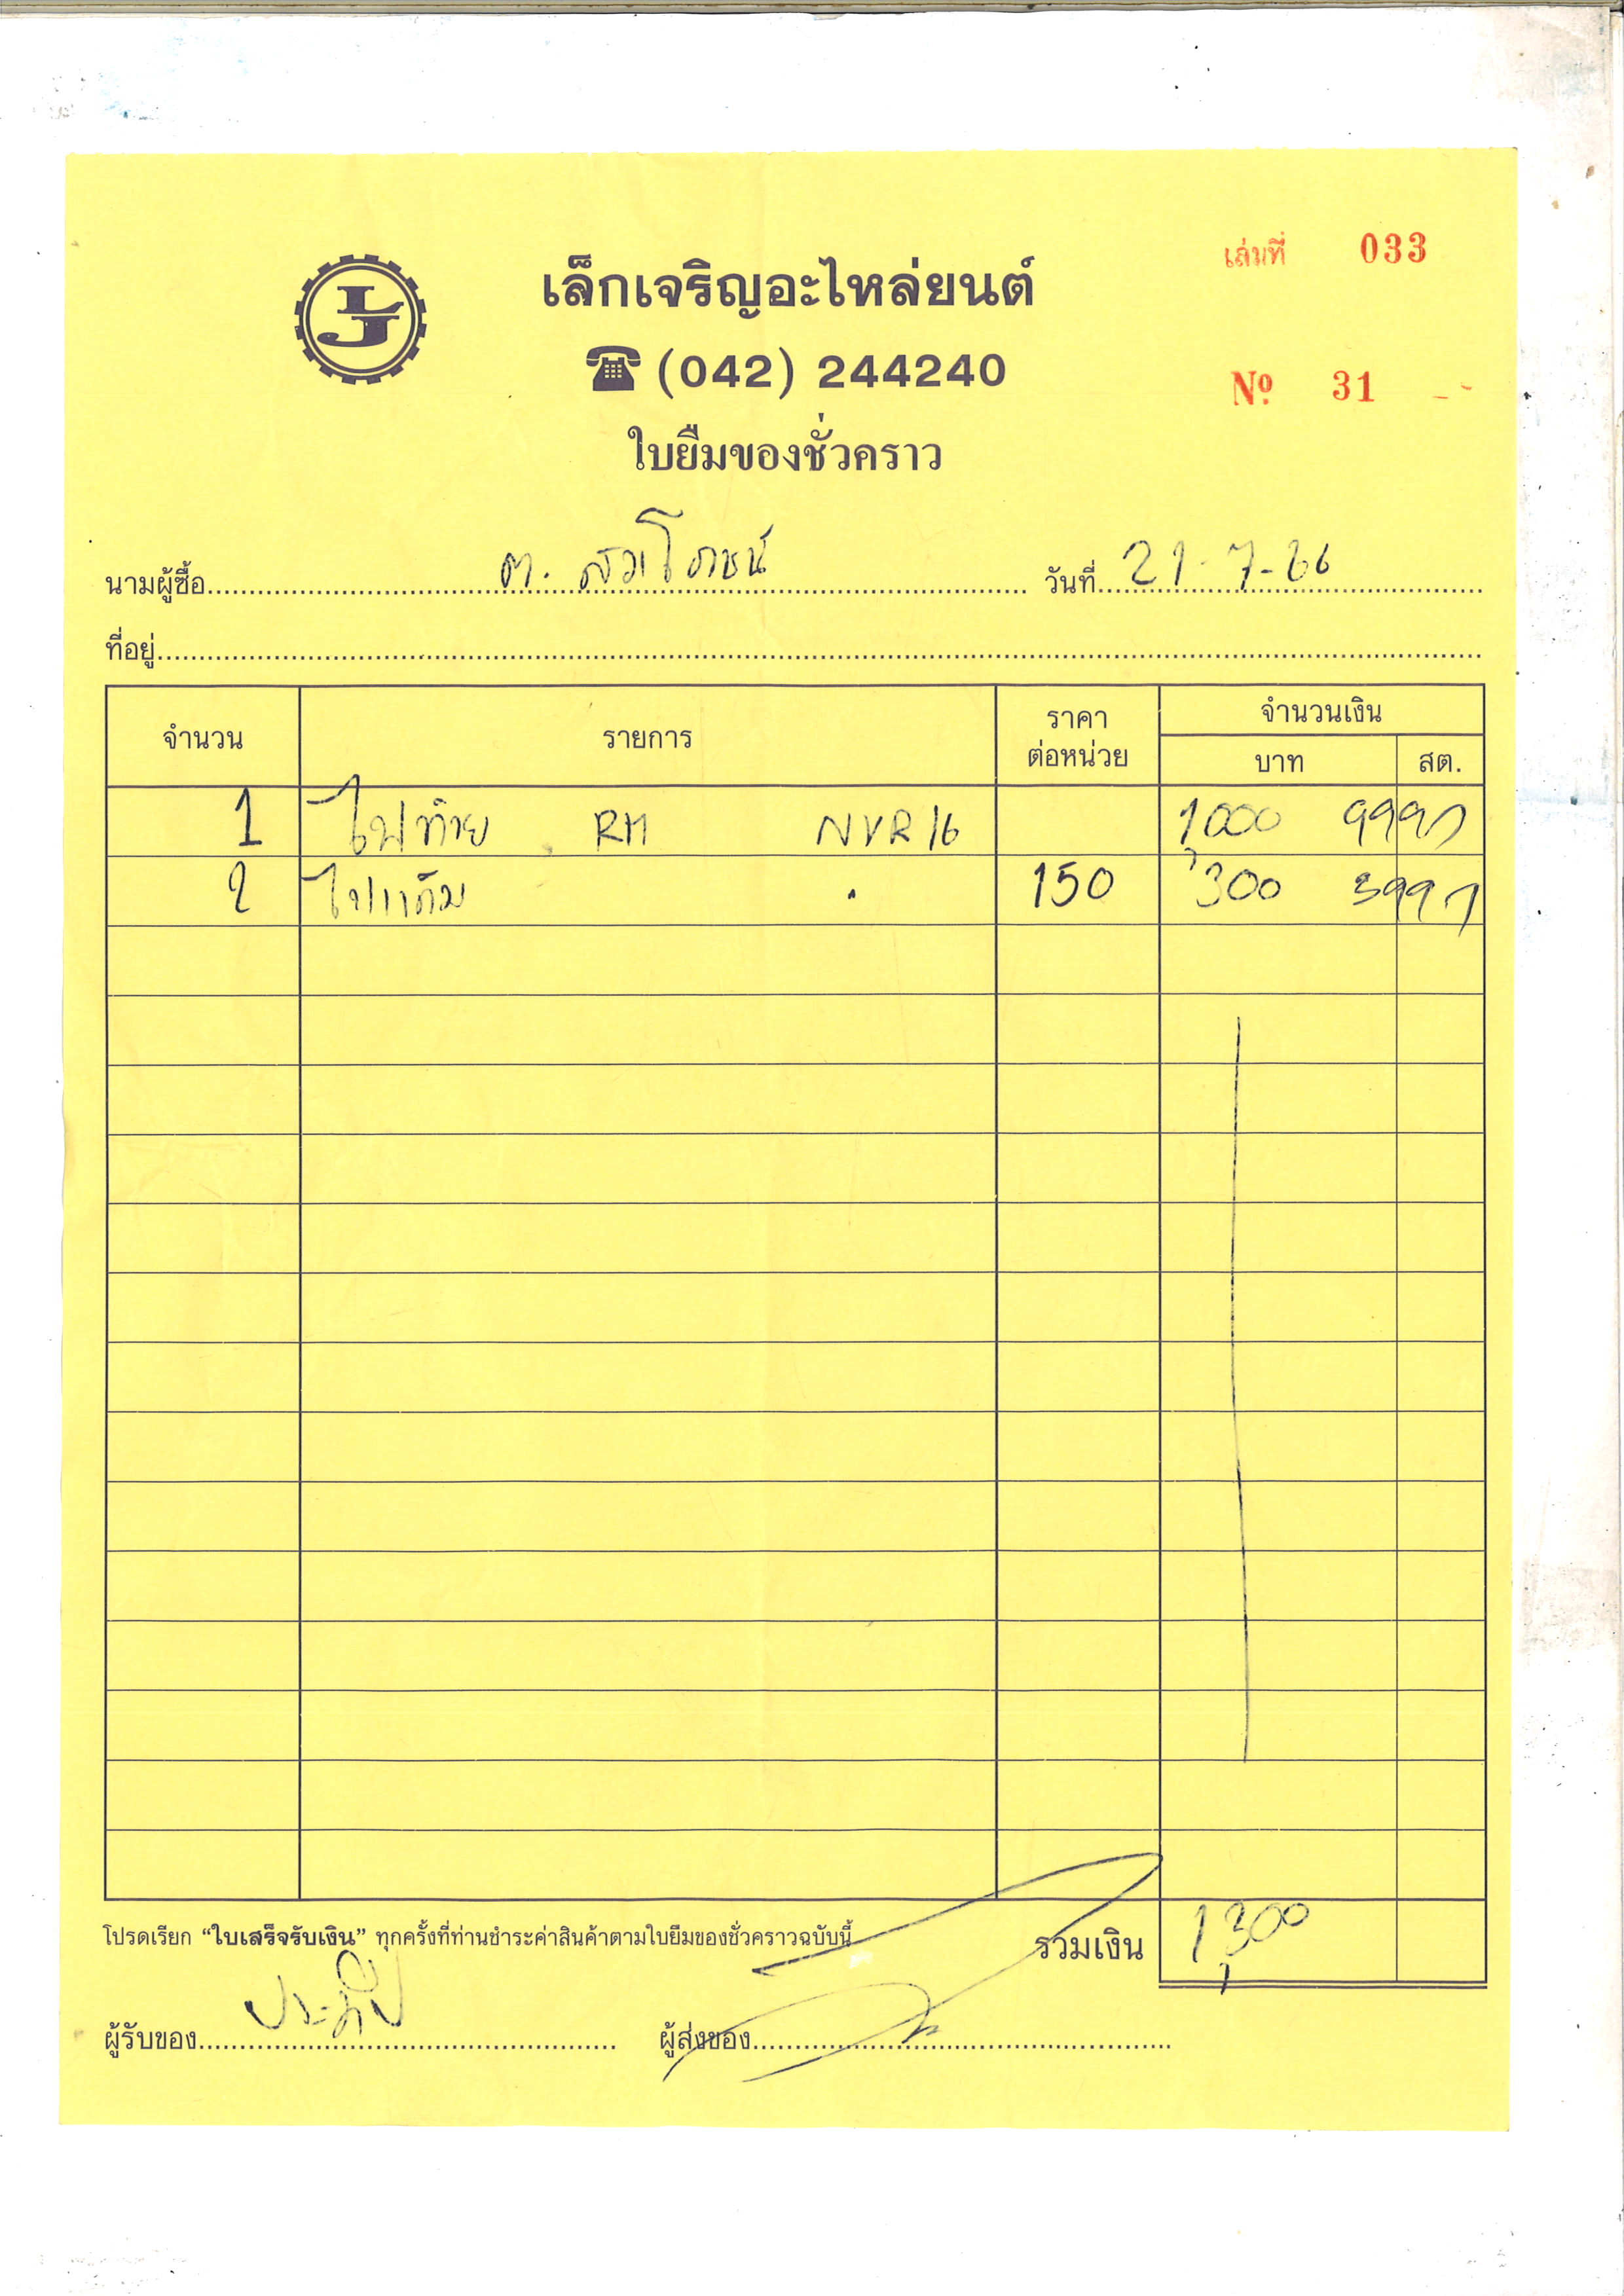 เล่มที่ 033
LJ
เล็กเจริญอะไหล่ยนต์
☎ (042) 244240
№ 31
ใบยืมของชั่วคราว
นามผู้ซื้อ ต. สวาโภชน์ วันที่ 21-7-66
ที่อยู่
จำนวน รายการ ราคาต่อหน่วย จำนวนเงิน
บาท สต.
1 ไฟท้าย RH NVR16 1,000
2 ไฟแก้ม 150 300
โปรดเรียก “ใบเสร็จรับเงิน” ทุกครั้งที่ท่านชำระค่าสินค้าตามใบยืมของชั่วคราวฉบับนี้ รวมเงิน 1,300
ผู้รับของ ผู้ส่งของ